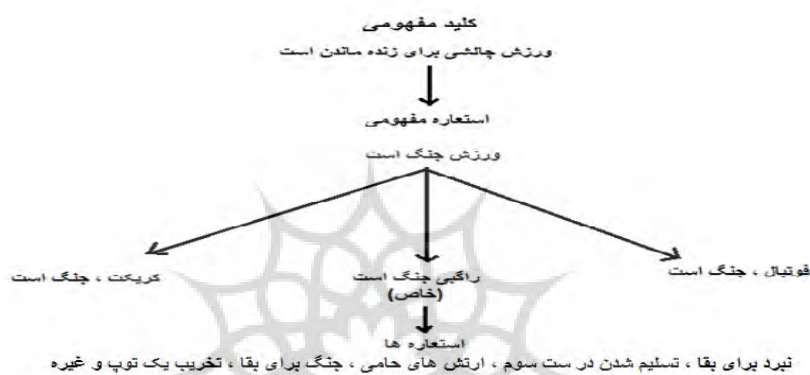 کلید مفهومی
ورزش چالشی برای زنده ماندن است
استعاره مفهومی
ورزش جنگ است
فوتبال ، جنگ است
راگبی جنگ است
(خاص)
کریکت ، جنگ است
استعاره ها
نبرد برای بقا ، تسلیم شدن در ست سوم ، ارتش های حامی ، جنگ برای بقا ، تخریب یک توپ و غیره